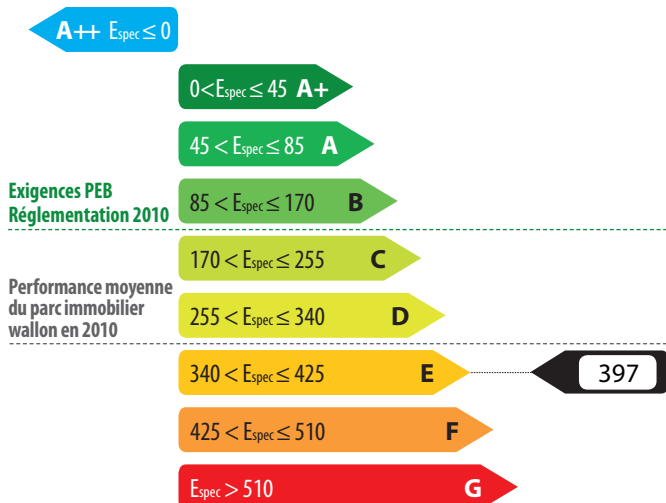 A++ Espec ≤ 0
0<Espec ≤ 45 A+
45 < Espec ≤ 85 A
Exigences PEB
Réglementation 2010
85 < Espec ≤ 170 B
170 < Espec ≤ 255 C
Performance moyenne
du parc immobilier
wallon en 2010
255 < Espec ≤ 340 D
340 < Espec ≤ 425 E
397
425 < Espec ≤ 510 F
Espec > 510 G